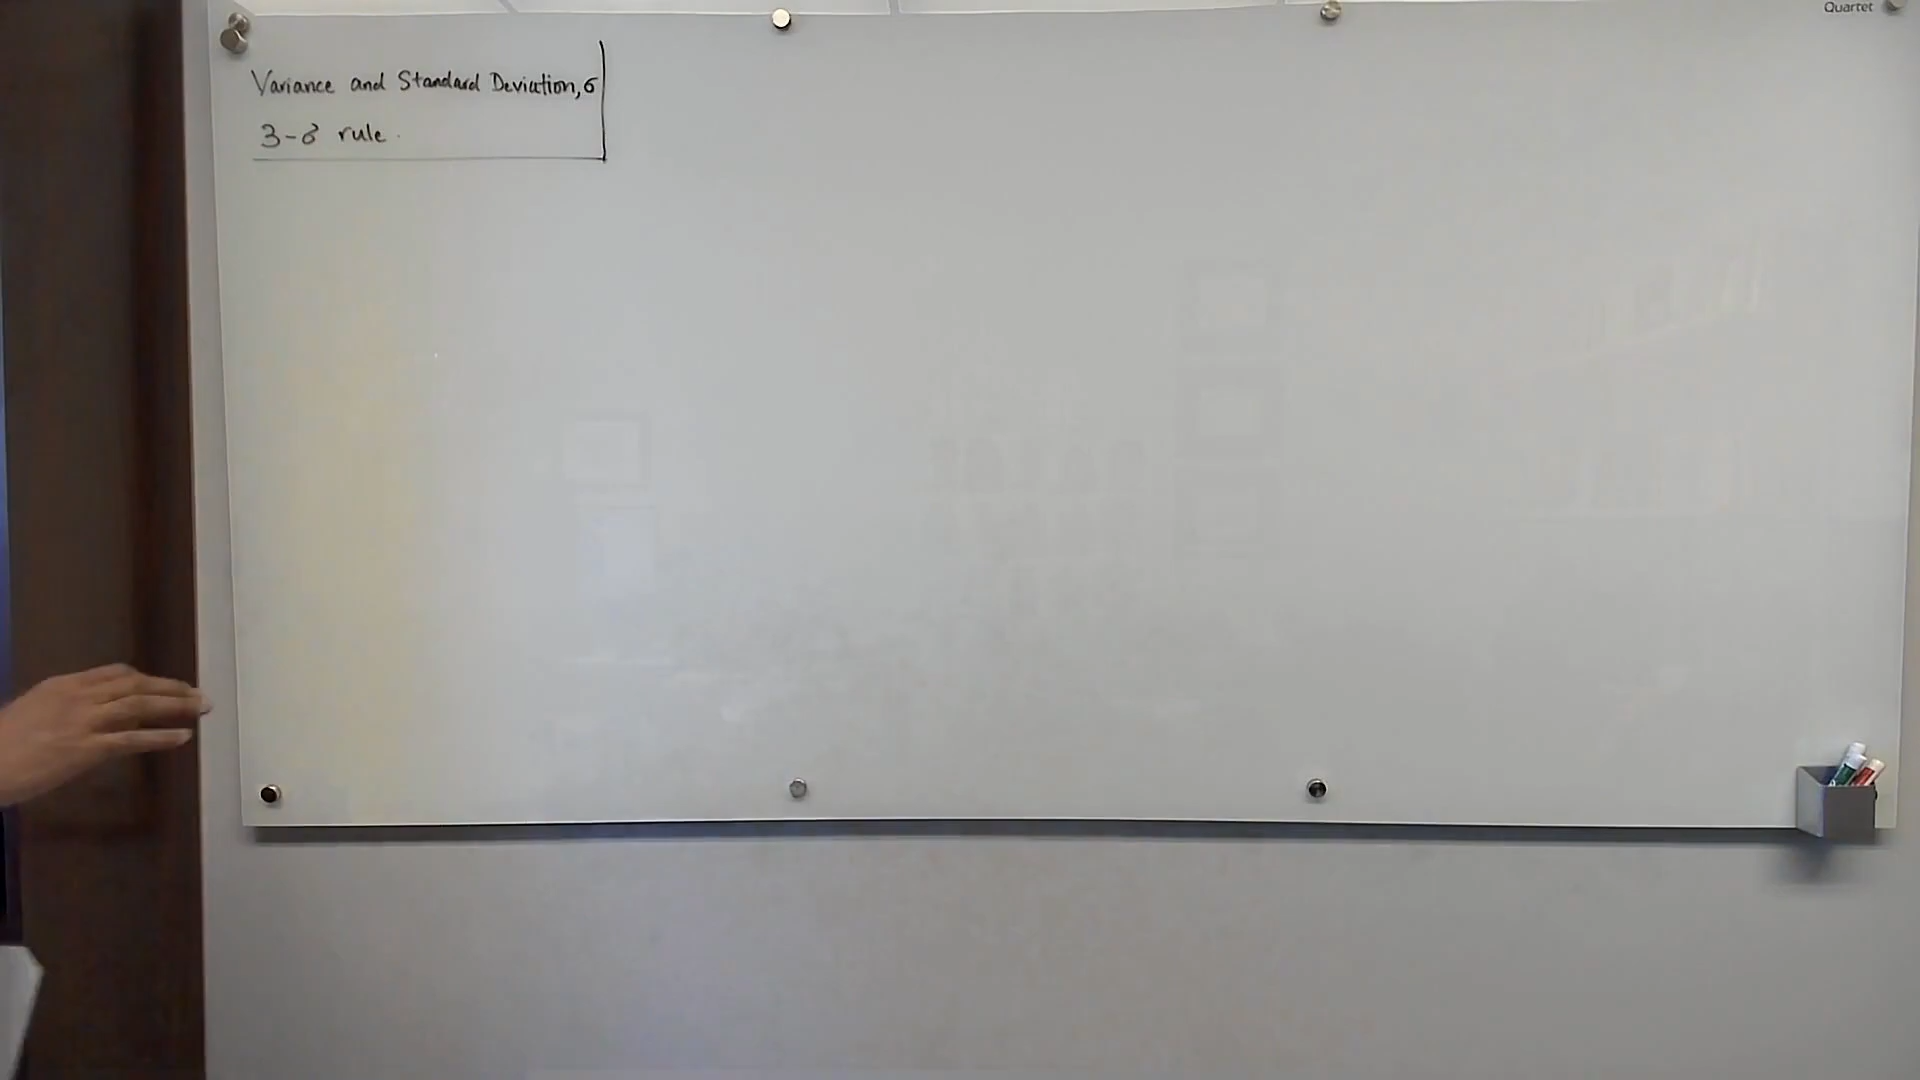 Quartet
Variance and Standard Deviation, σ
3-σ rule.